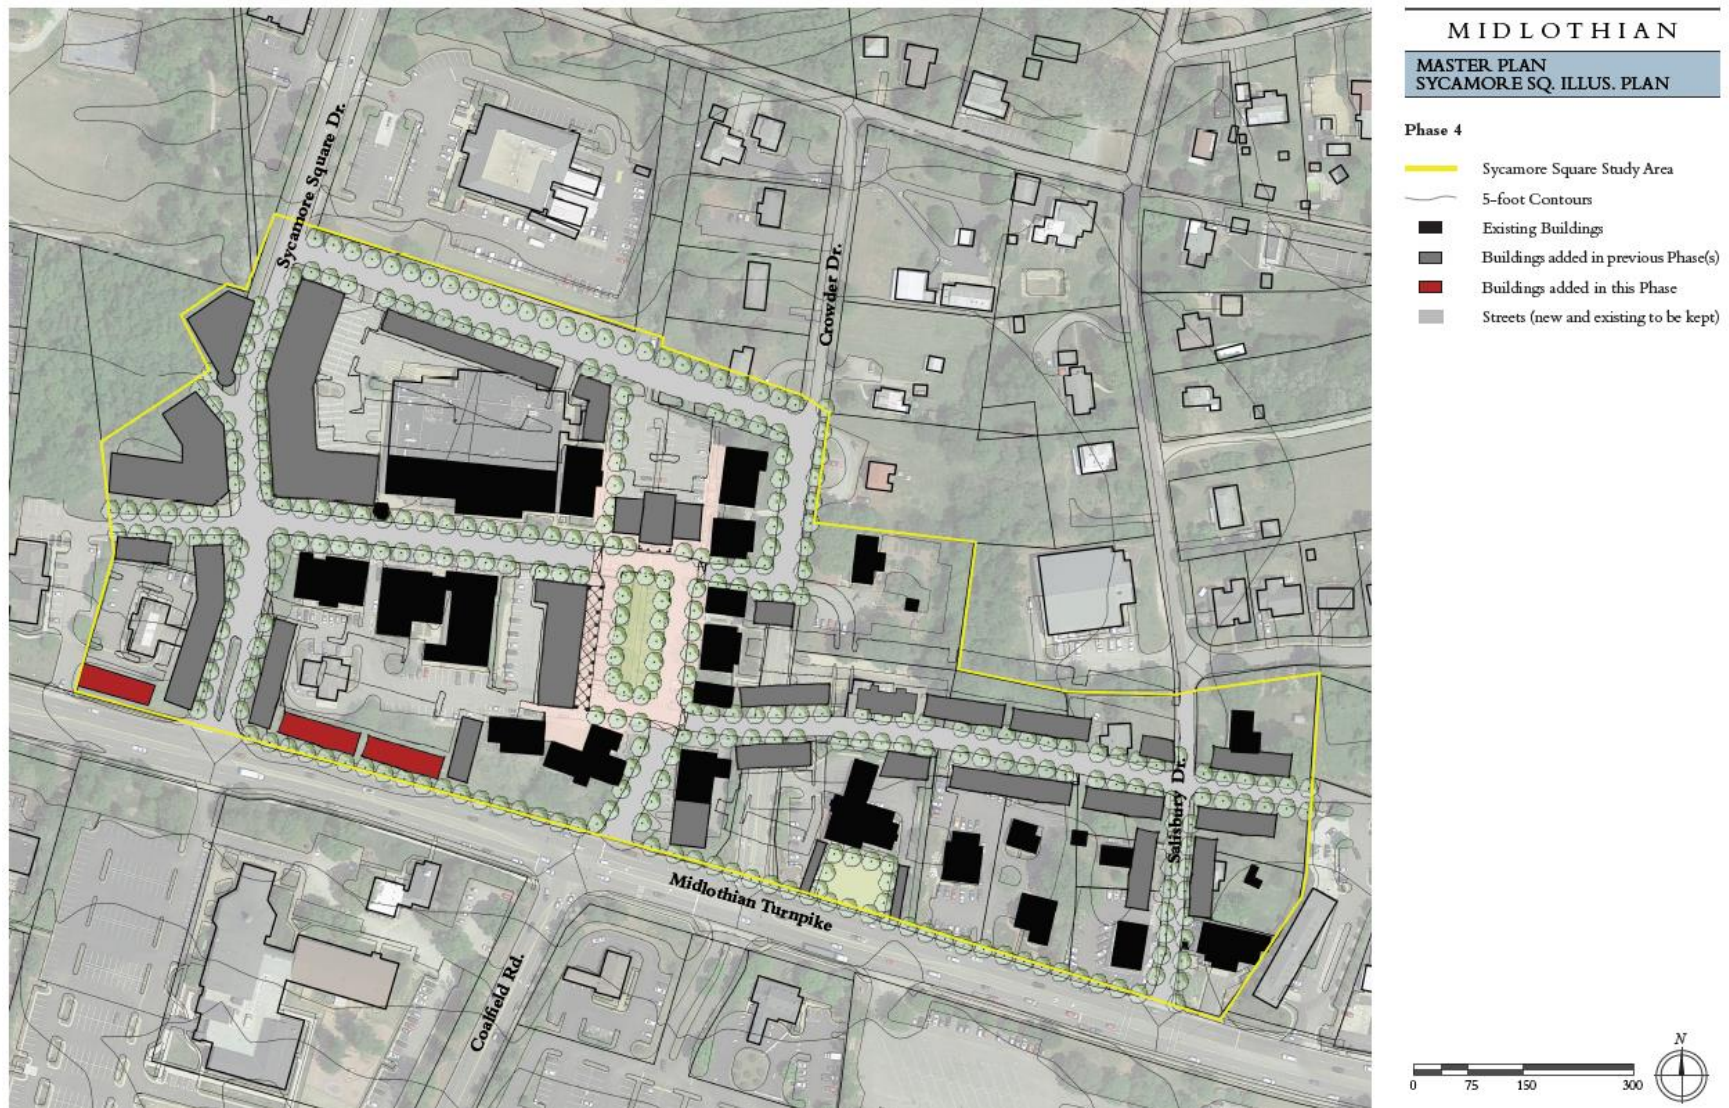 MIDLOTHIAN
MASTER PLAN
SYCAMORE SQ. ILLUS. PLAN
Phase 4
Sycamore Square Study Area
5-foot Contours
Existing Buildings
Buildings added in previous Phase(s)
Buildings added in this Phase
Streets (new and existing to be kept)
Sycamore Square Dr.
Crowder Dr.
Salisbury Dr.
Midlothian Turnpike
Coalfield Rd.
N
0 75 150 300